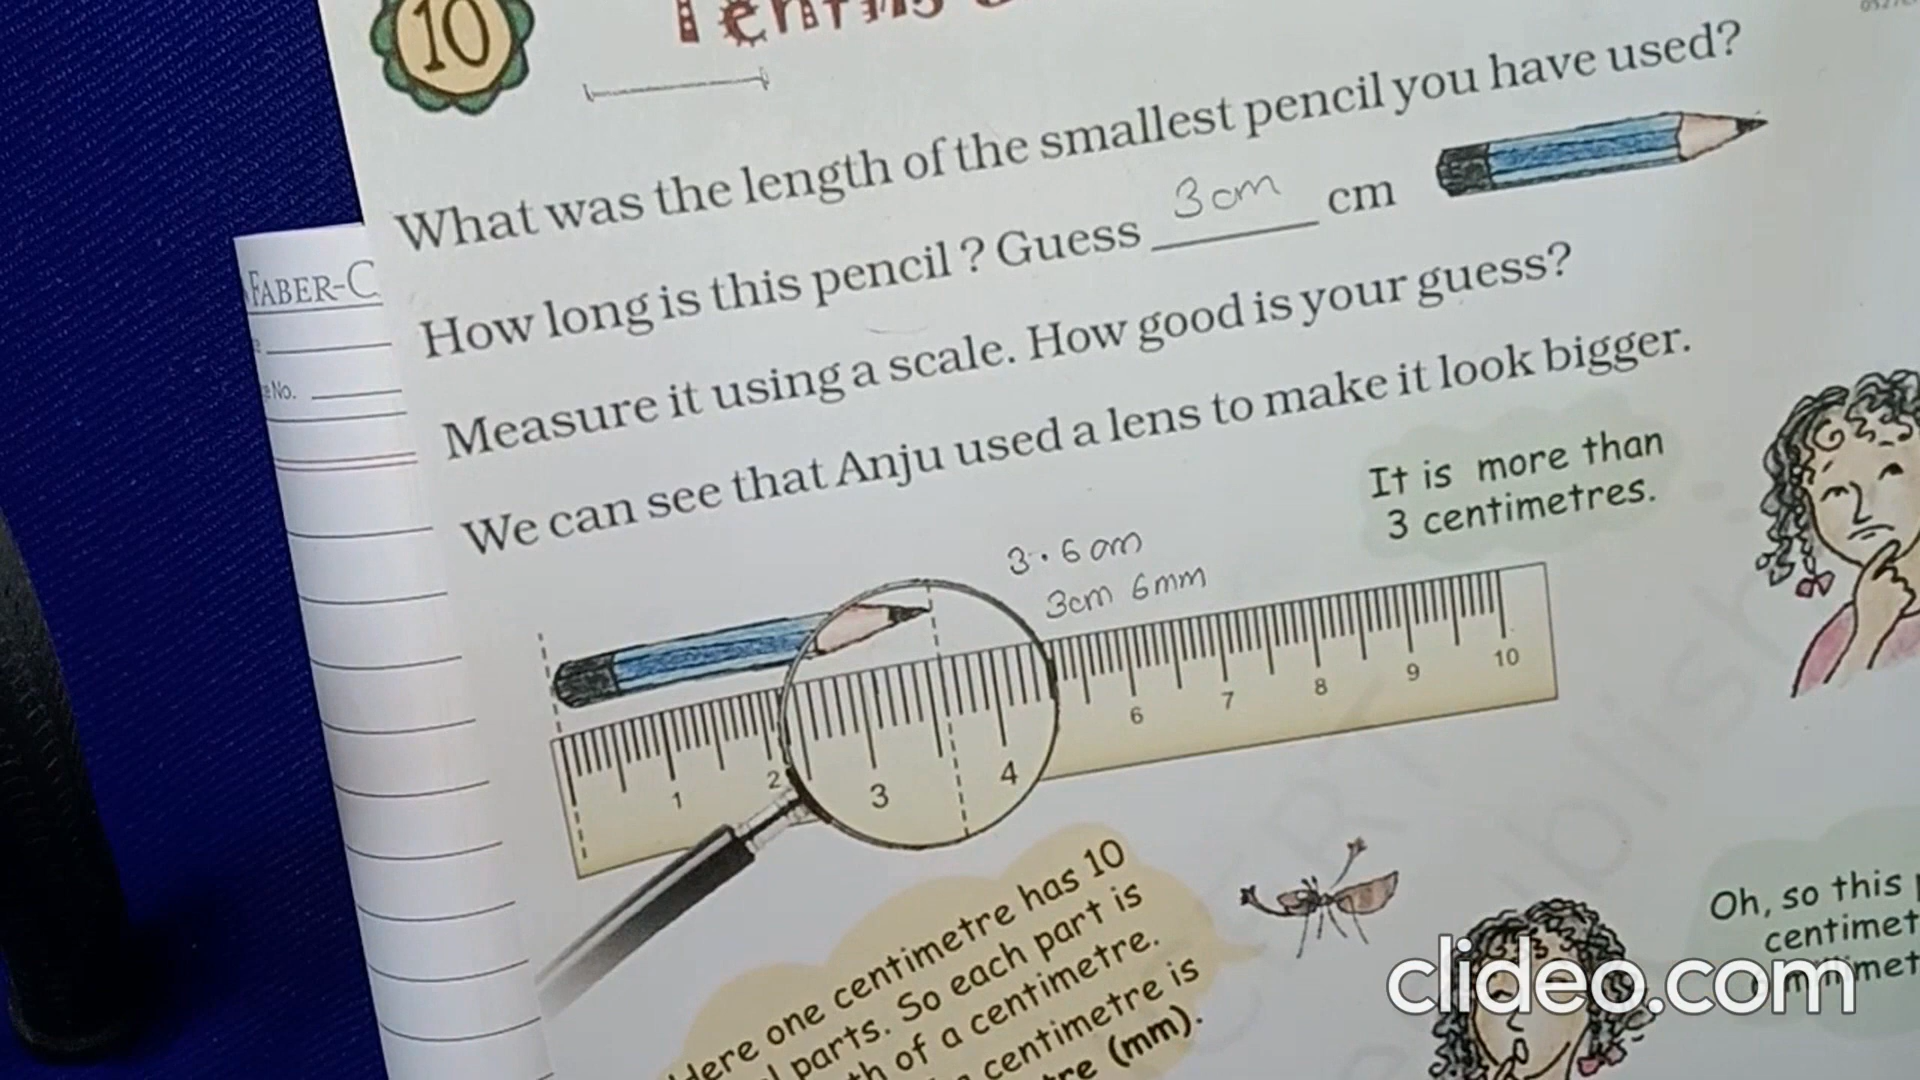 10
What was the length of the smallest pencil you have used?
How long is this pencil? Guess 3cm cm
Measure it using a scale. How good is your guess?
We can see that Anju used a lens to make it look bigger.
It is more than
3 centimetres.
3.6 cm
3cm 6mm
1 2 3 4 6 7 8 9 10
FABER-C
No.
Here one centimetre has 10
parts. So each part is
of a centimetre.
centimetre is
(mm).
Oh, so this
centimet
clideo.com